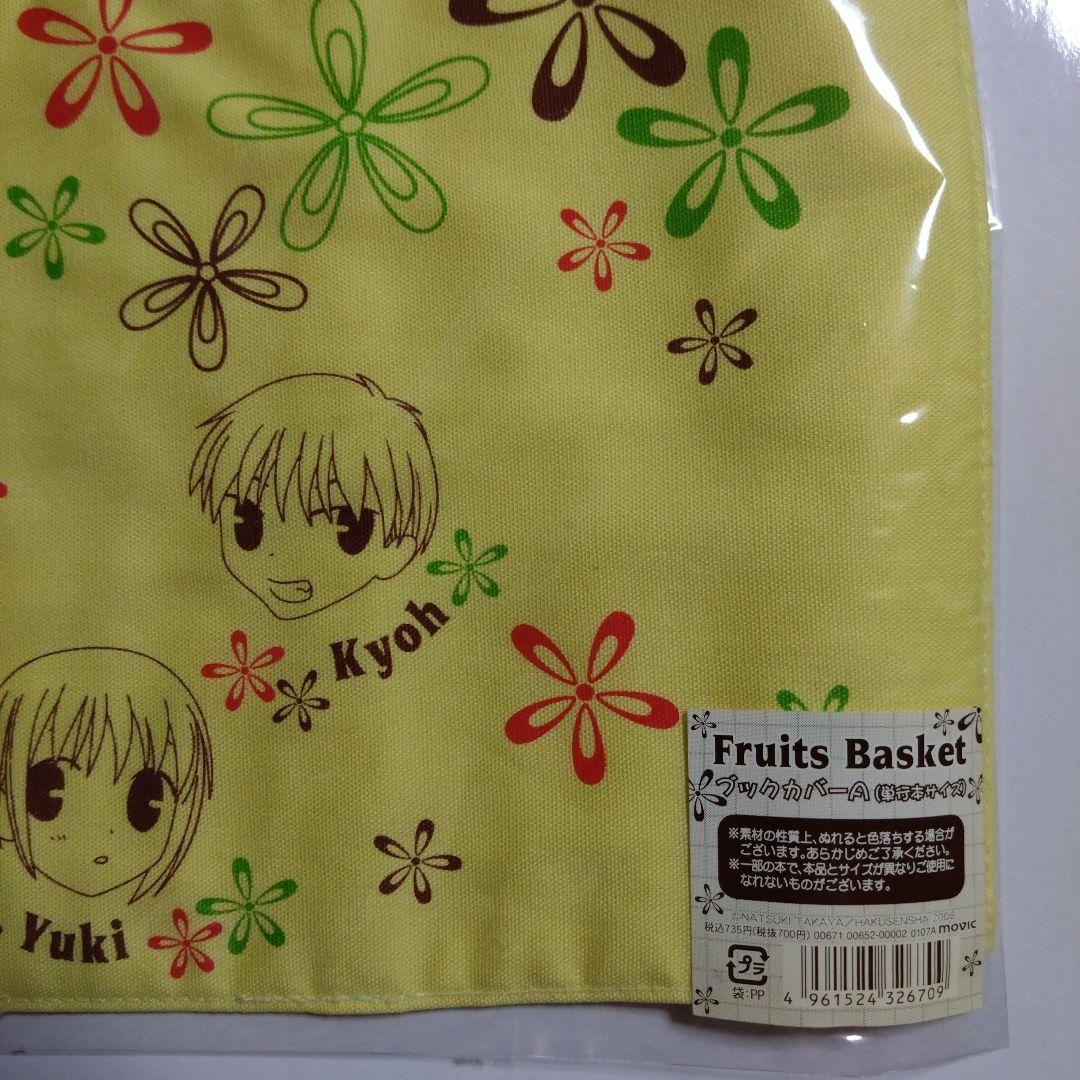 Kyoh
Yuki
Fruits Basket
ブックカバーA(単行本サイズ)
※素材の性質上、ぬれると色落ちする場合が
ございます。あらかじめご了承ください。
※一部の本で、本品とサイズが異なりご使用に
なれないものがございます。
©NATSUKI TAKAYA/HAKUSENSHA 2006
税込735円(税抜700円) 00671 00652-00002 0107A movic
プラ
袋:PP
4 961524 326709